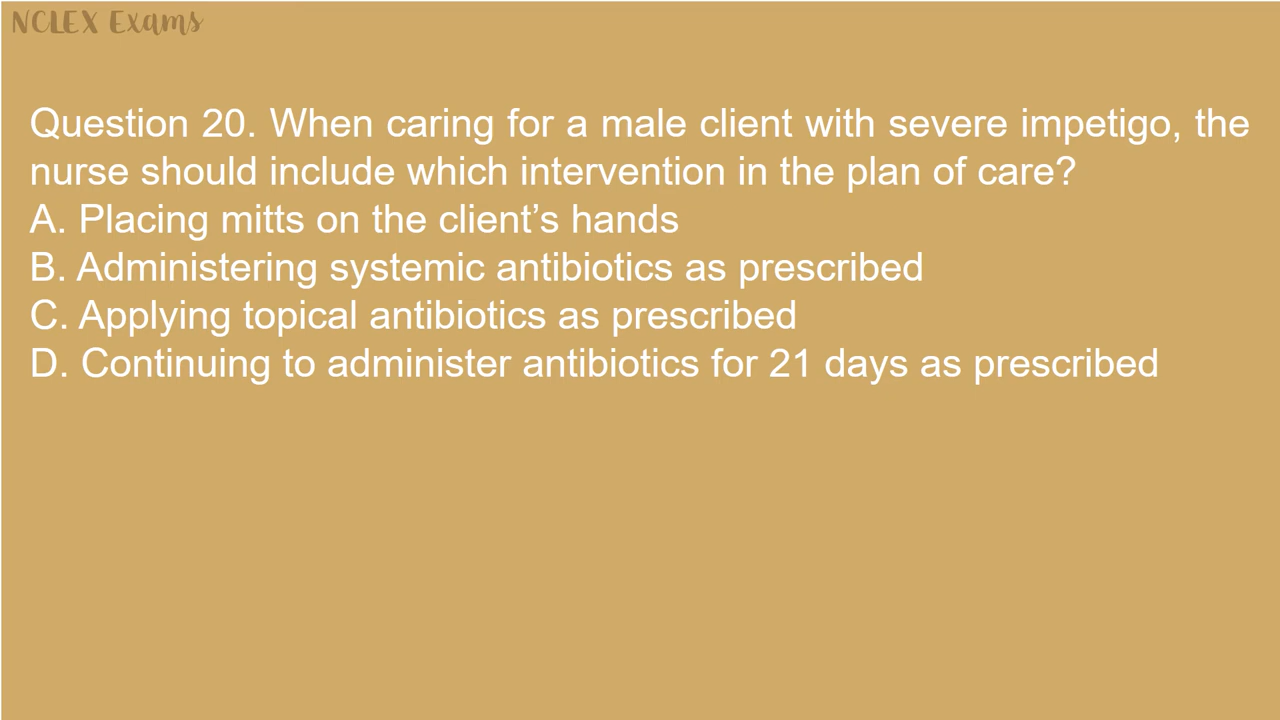 NCLEX Exams
Question 20. When caring for a male client with severe impetigo, the
nurse should include which intervention in the plan of care?
A. Placing mitts on the client’s hands
B. Administering systemic antibiotics as prescribed
C. Applying topical antibiotics as prescribed
D. Continuing to administer antibiotics for 21 days as prescribed